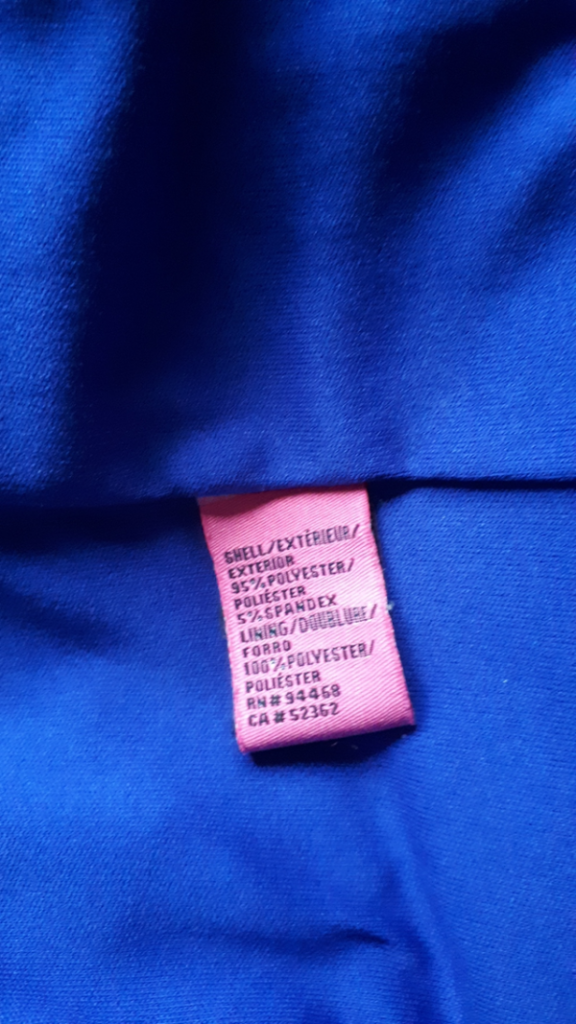 SHELL/EXTÉRIEUR/
EXTERIOR
95%POLYESTER/
POLIÉSTER
5%SPANDEX
LINING/DOUBLURE/
FORRO
100%POLYESTER/
POLIÉSTER
RN#94468
CA#52362